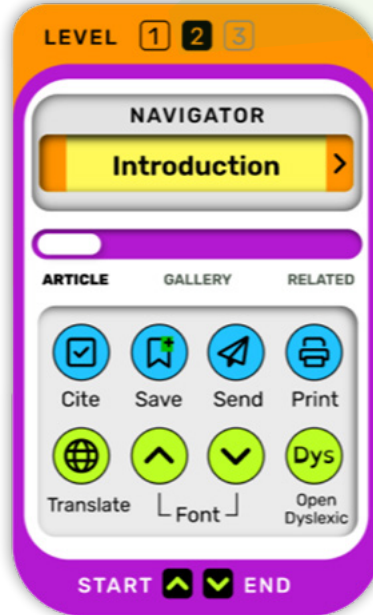 LEVEL 1 2 3
NAVIGATOR
Introduction
ARTICLE GALLERY RELATED
Cite Save Send Print
Dys
Translate Font Open Dyslexic
START END